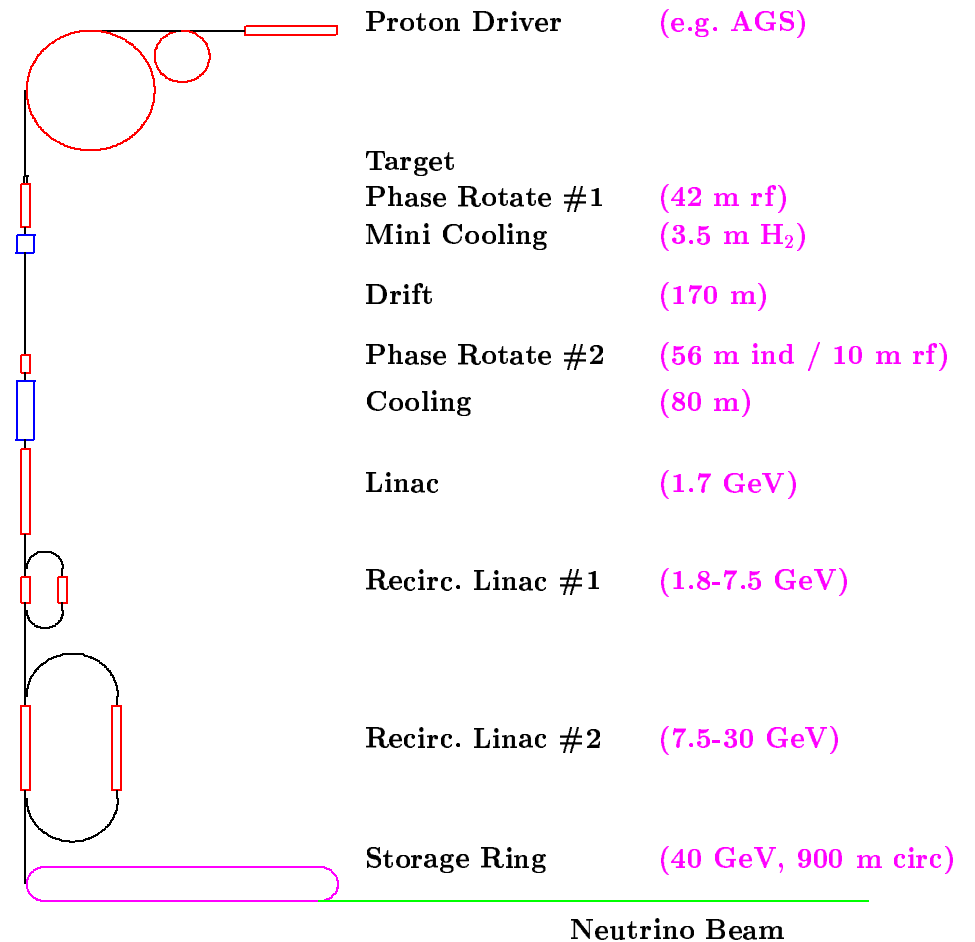 Proton Driver (e.g. AGS)
Target
Phase Rotate #1 (42 m rf)
Mini Cooling (3.5 m H₂)
Drift (170 m)
Phase Rotate #2 (56 m ind / 10 m rf)
Cooling (80 m)
Linac (1.7 GeV)
Recirc. Linac #1 (1.8-7.5 GeV)
Recirc. Linac #2 (7.5-30 GeV)
Storage Ring (40 GeV, 900 m circ)
Neutrino Beam